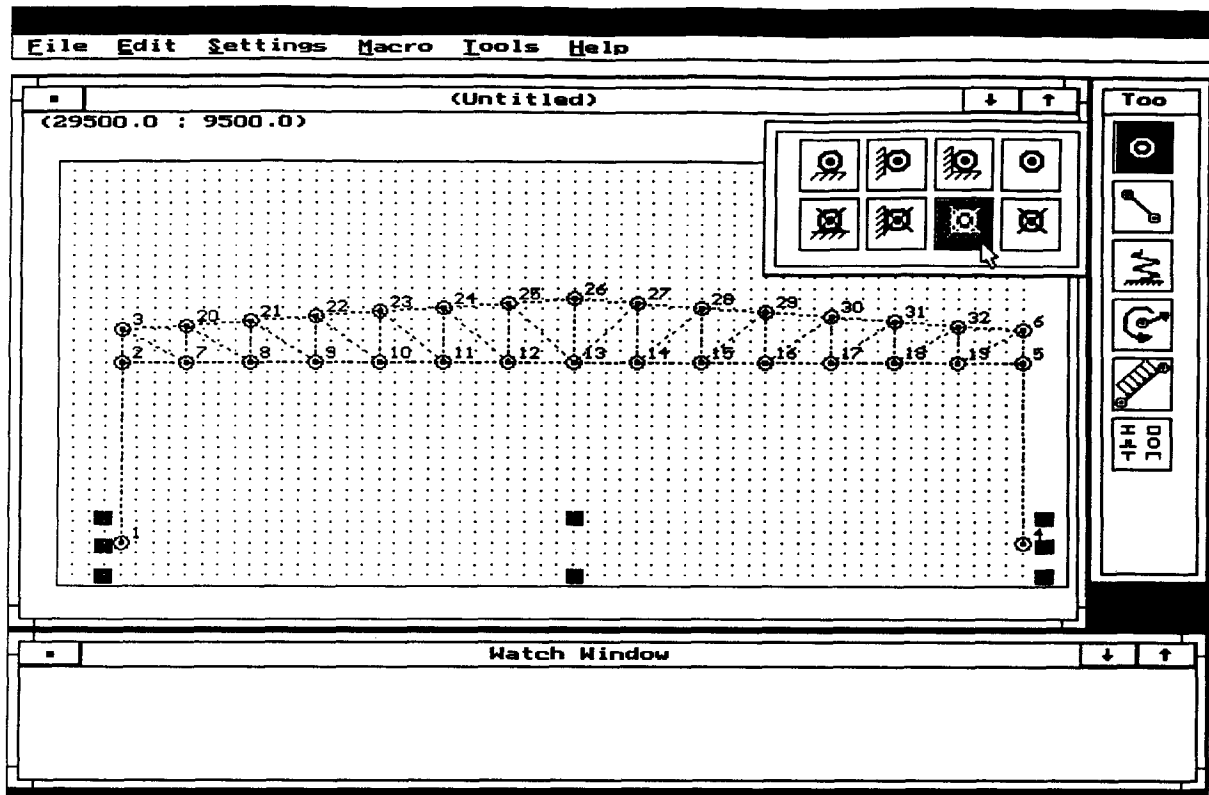 File Edit Settings Macro Tools Help
(Untitled)
Too
(29500.0 : 9500.0)
3 20 21 22 23 24 25 26 27 28 29 30 31 32 6
2 7 8 9 10 11 12 13 14 15 16 17 18 19 5
1 4
Watch Window